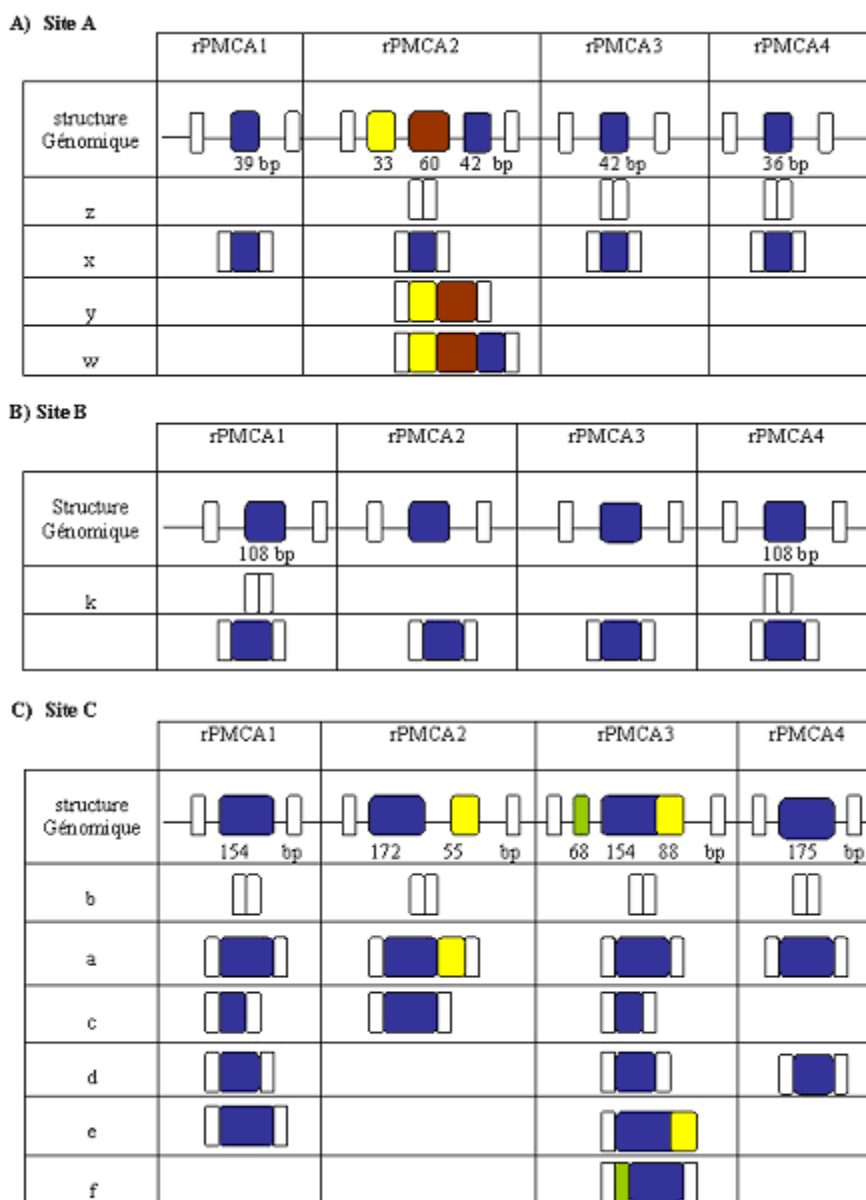 A) Site A
rPMCA1 rPMCA2 rPMCA3 rPMCA4
structure
Génomique
39 bp 33 60 42 bp 42 bp 36 bp
z
x
y
w
B) Site B
rPMCA1 rPMCA2 rPMCA3 rPMCA4
Structure
Génomique
108 bp 108 bp
k
C) Site C
rPMCA1 rPMCA2 rPMCA3 rPMCA4
structure
Génomique
154 bp 172 55 bp 68 154 88 bp 175 bp
b
a
c
d
e
f